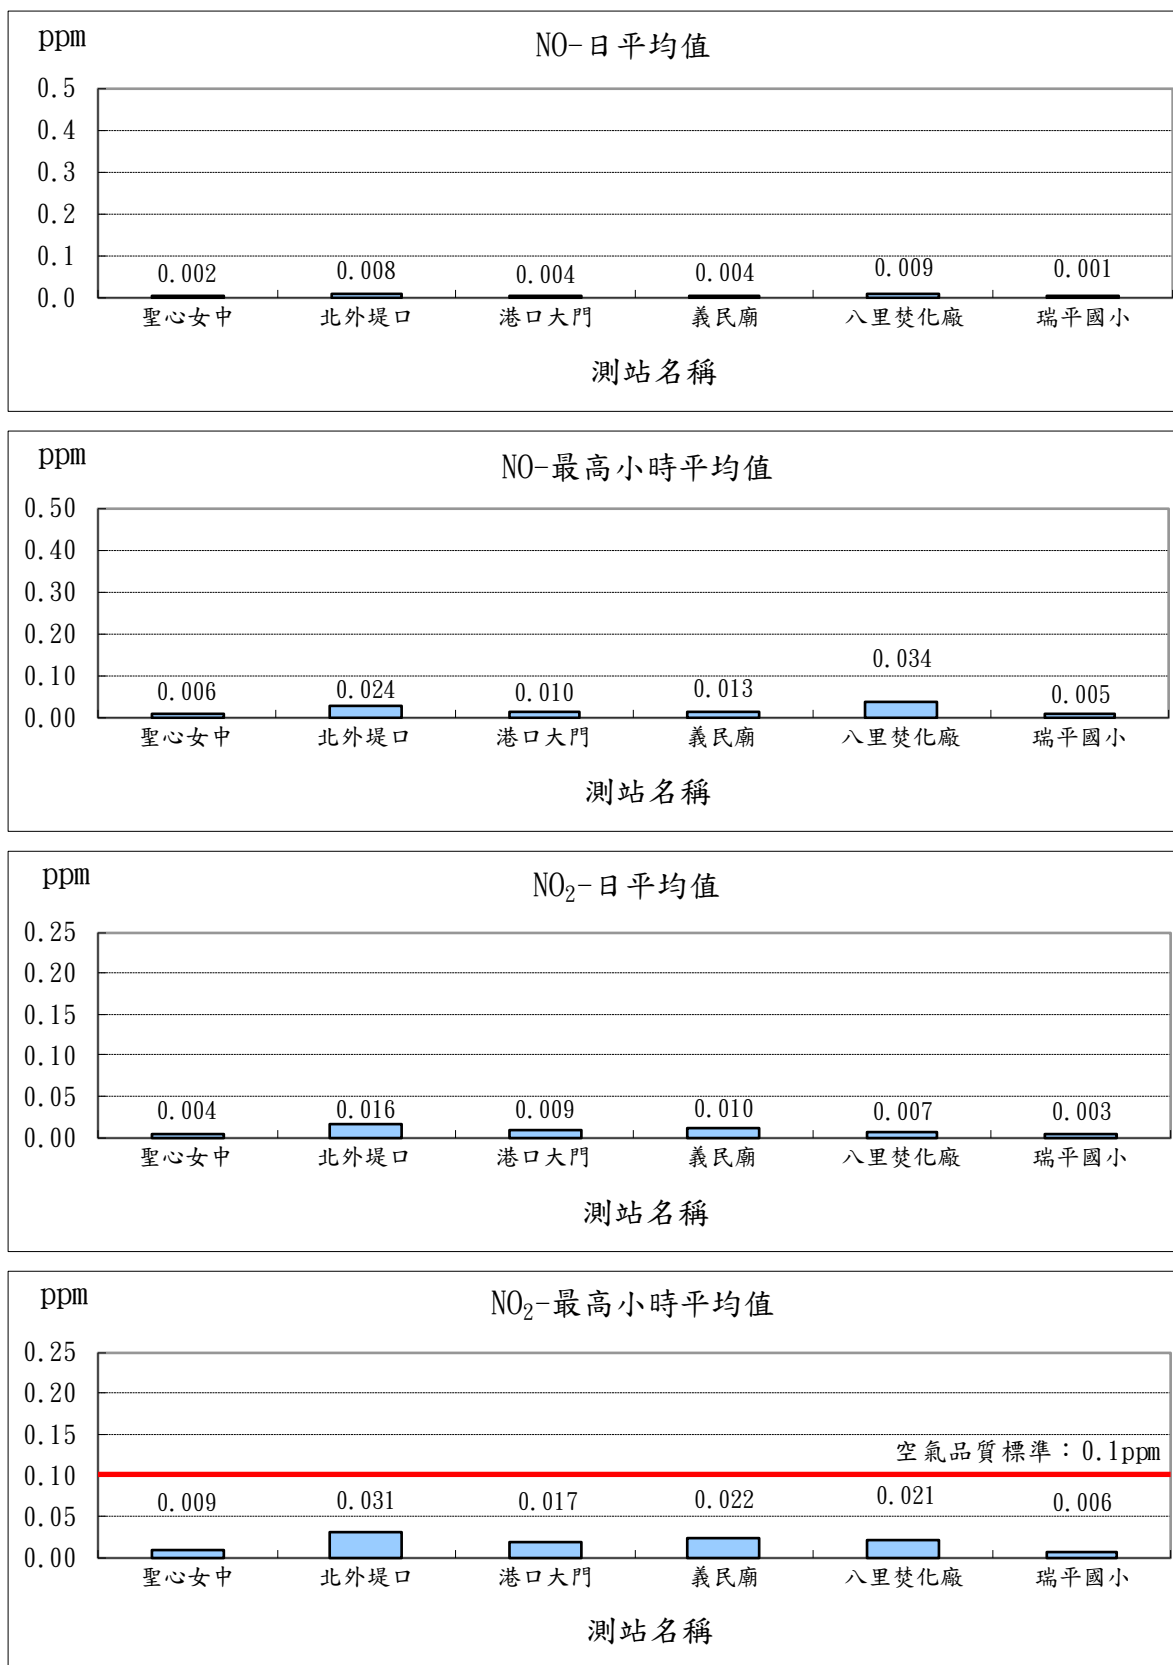 ppm
NO-日平均值
0.5
0.4
0.3
0.2
0.1
0.0
0.002 0.008 0.004 0.004 0.009 0.001
聖心女中 北外堤口 港口大門 義民廟 八里焚化廠 瑞平國小
測站名稱
ppm
NO-最高小時平均值
0.50
0.40
0.30
0.20
0.10
0.00
0.006 0.024 0.010 0.013 0.034 0.005
聖心女中 北外堤口 港口大門 義民廟 八里焚化廠 瑞平國小
測站名稱
ppm
NO₂-日平均值
0.25
0.20
0.15
0.10
0.05
0.00
0.004 0.016 0.009 0.010 0.007 0.003
聖心女中 北外堤口 港口大門 義民廟 八里焚化廠 瑞平國小
測站名稱
ppm
NO₂-最高小時平均值
0.25
0.20
0.15
0.10
0.05
0.00
空氣品質標準：0.1ppm
0.009 0.031 0.017 0.022 0.021 0.006
聖心女中 北外堤口 港口大門 義民廟 八里焚化廠 瑞平國小
測站名稱